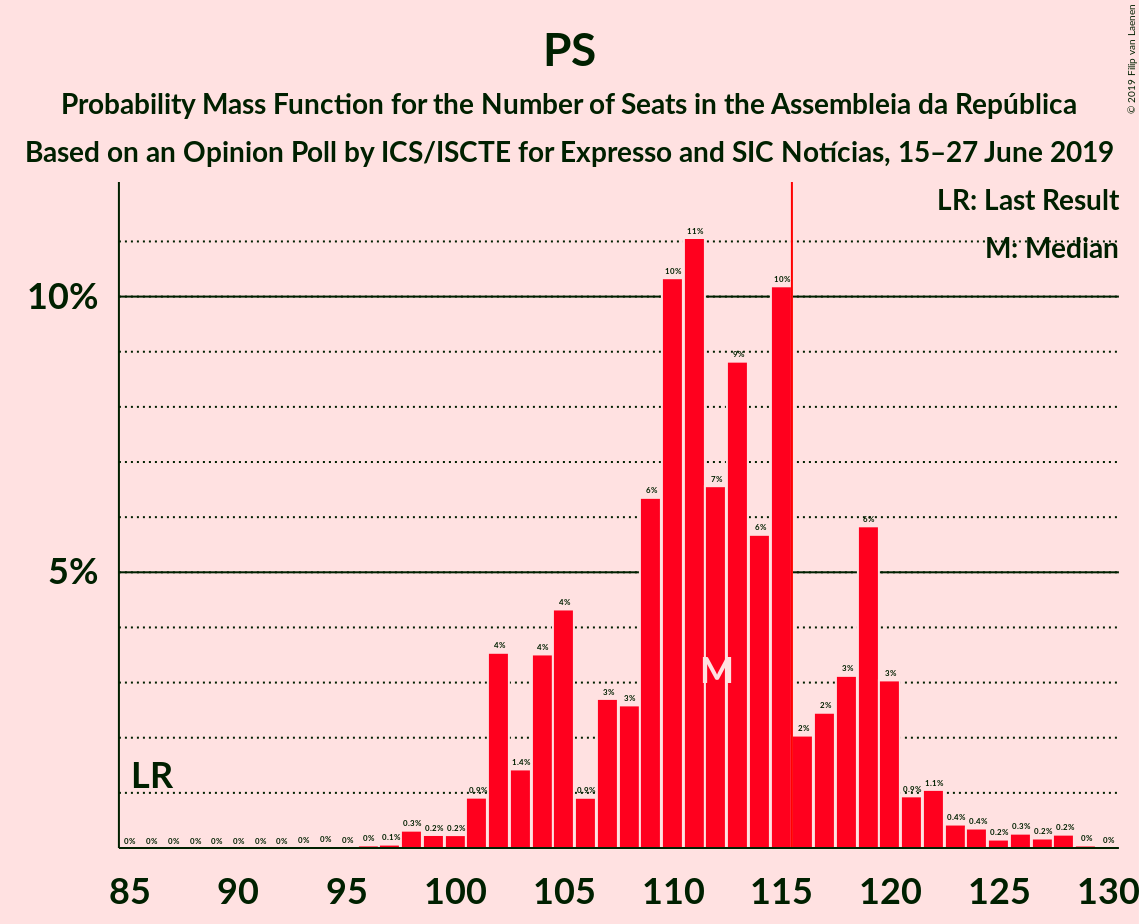 PS
Probability Mass Function for the Number of Seats in the Assembleia da República
Based on an Opinion Poll by ICS/ISCTE for Expresso and SIC Notícias, 15–27 June 2019
© 2019 Filip van Laenen
LR: Last Result
M: Median
10%
5%
LR
M
0% 0% 0% 0% 0% 0% 0% 0% 0% 0% 0% 0% 0.1% 0.3% 0.2% 0.2% 0.9% 4% 1.4% 4% 4% 0.9% 3% 3% 6% 10% 11% 7% 9% 6% 10% 2% 2% 3% 6% 3% 0.9% 1.1% 0.4% 0.4% 0.2% 0.3% 0.2% 0.2% 0% 0%
85 90 95 100 105 110 115 120 125 130